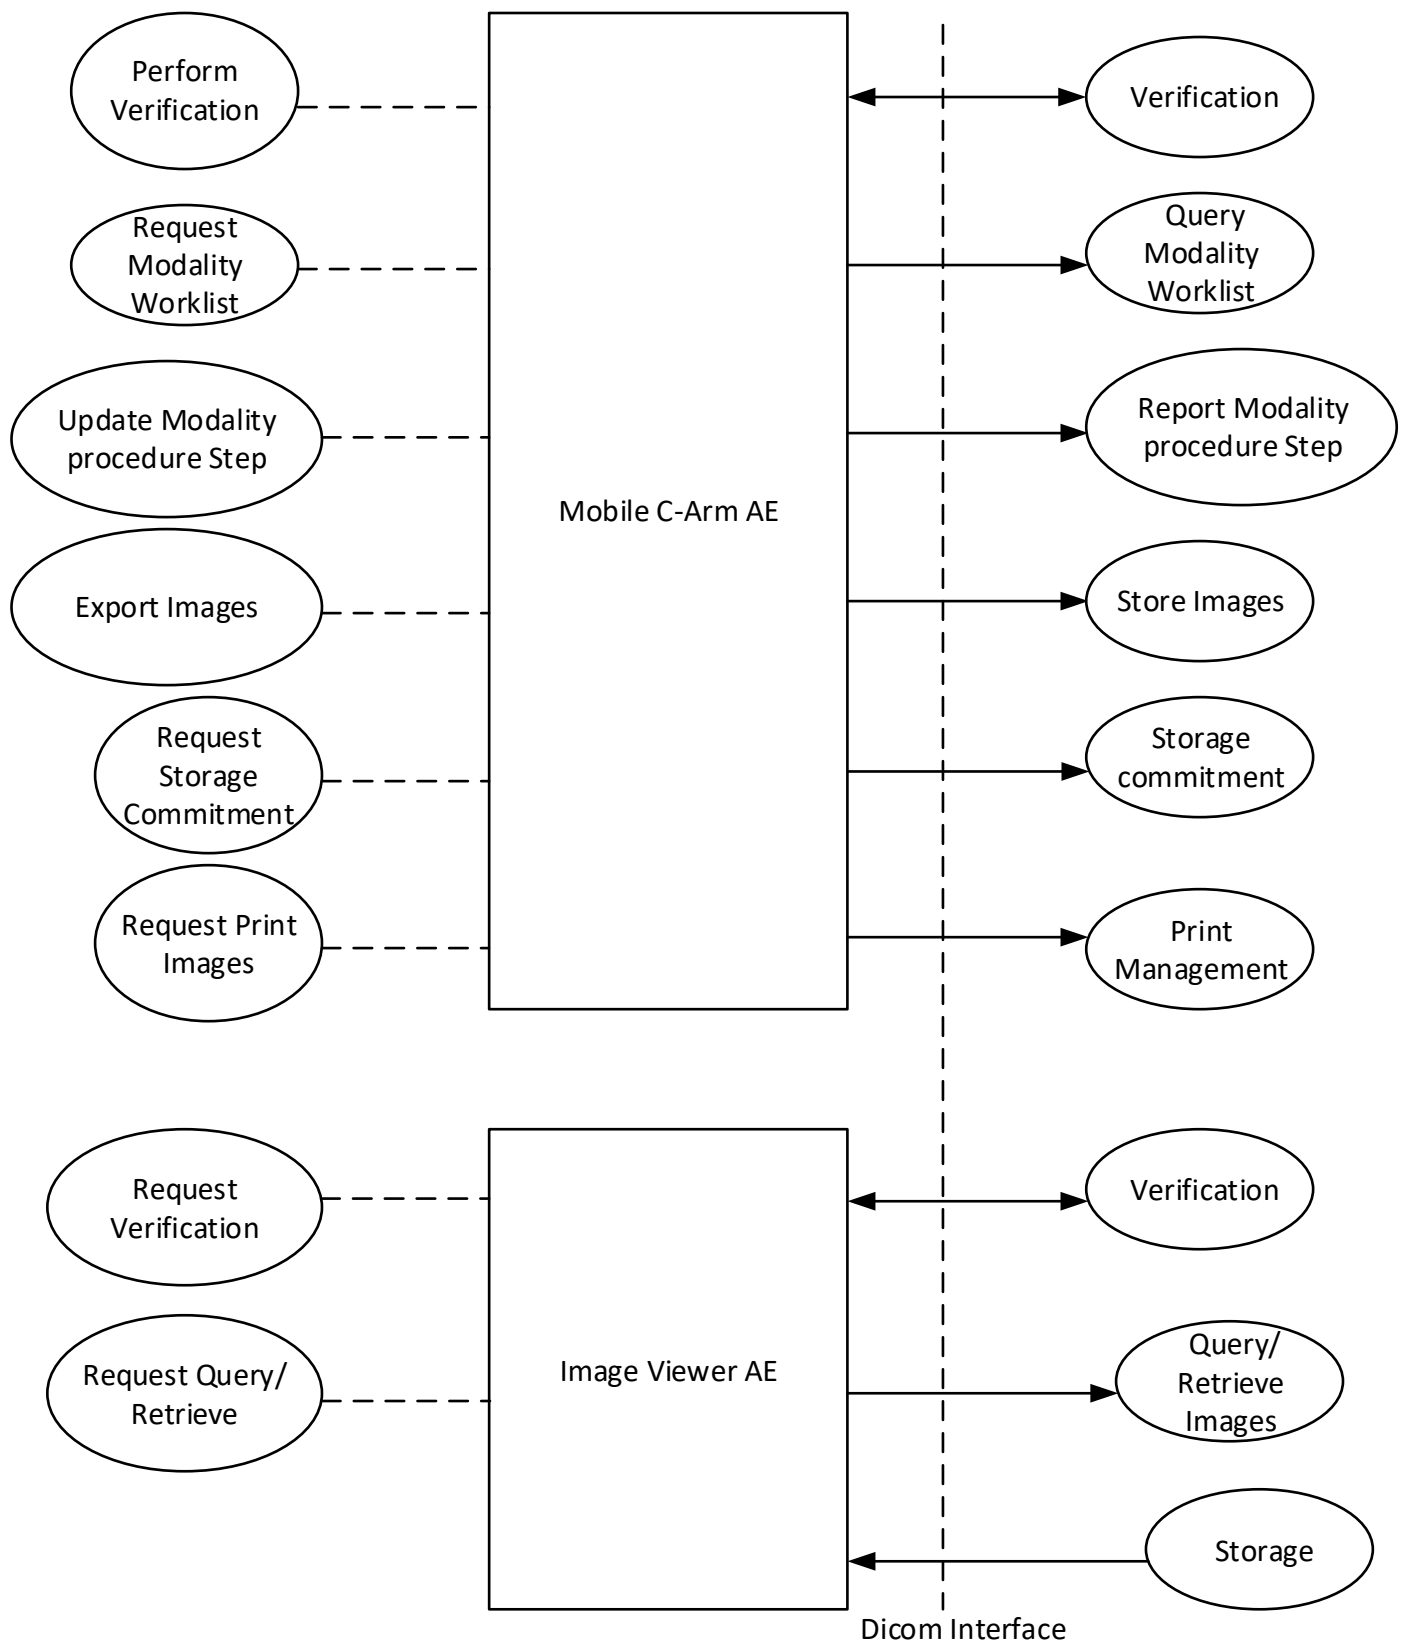 Perform
Verification
Verification
Request
Modality
Worklist
Query
Modality
Worklist
Update Modality
procedure Step
Report Modality
procedure Step
Mobile C-Arm AE
Export Images
Store Images
Request
Storage
Commitment
Storage
commitment
Request Print
Images
Print
Management
Request
Verification
Verification
Request Query/
Retrieve
Image Viewer AE
Query/
Retrieve
Images
Storage
Dicom Interface